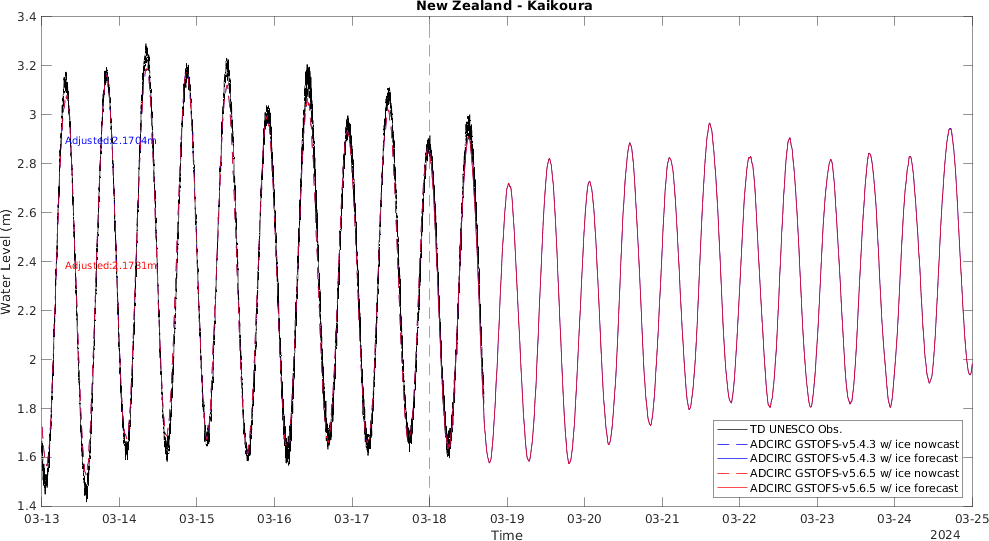 New Zealand - Kaikoura
3.4
3.2
3
2.8
2.6
2.4
2.2
2
1.8
1.6
1.4
Water Level (m)
Adjusted:2.1704m
Adjusted:2.1731m
TD UNESCO Obs.
ADCIRC GSTOFS-v5.4.3 w/ ice nowcast
ADCIRC GSTOFS-v5.4.3 w/ ice forecast
ADCIRC GSTOFS-v5.6.5 w/ ice nowcast
ADCIRC GSTOFS-v5.6.5 w/ ice forecast
03-13 03-14 03-15 03-16 03-17 03-18 03-19 03-20 03-21 03-22 03-23 03-24 03-25
Time
2024